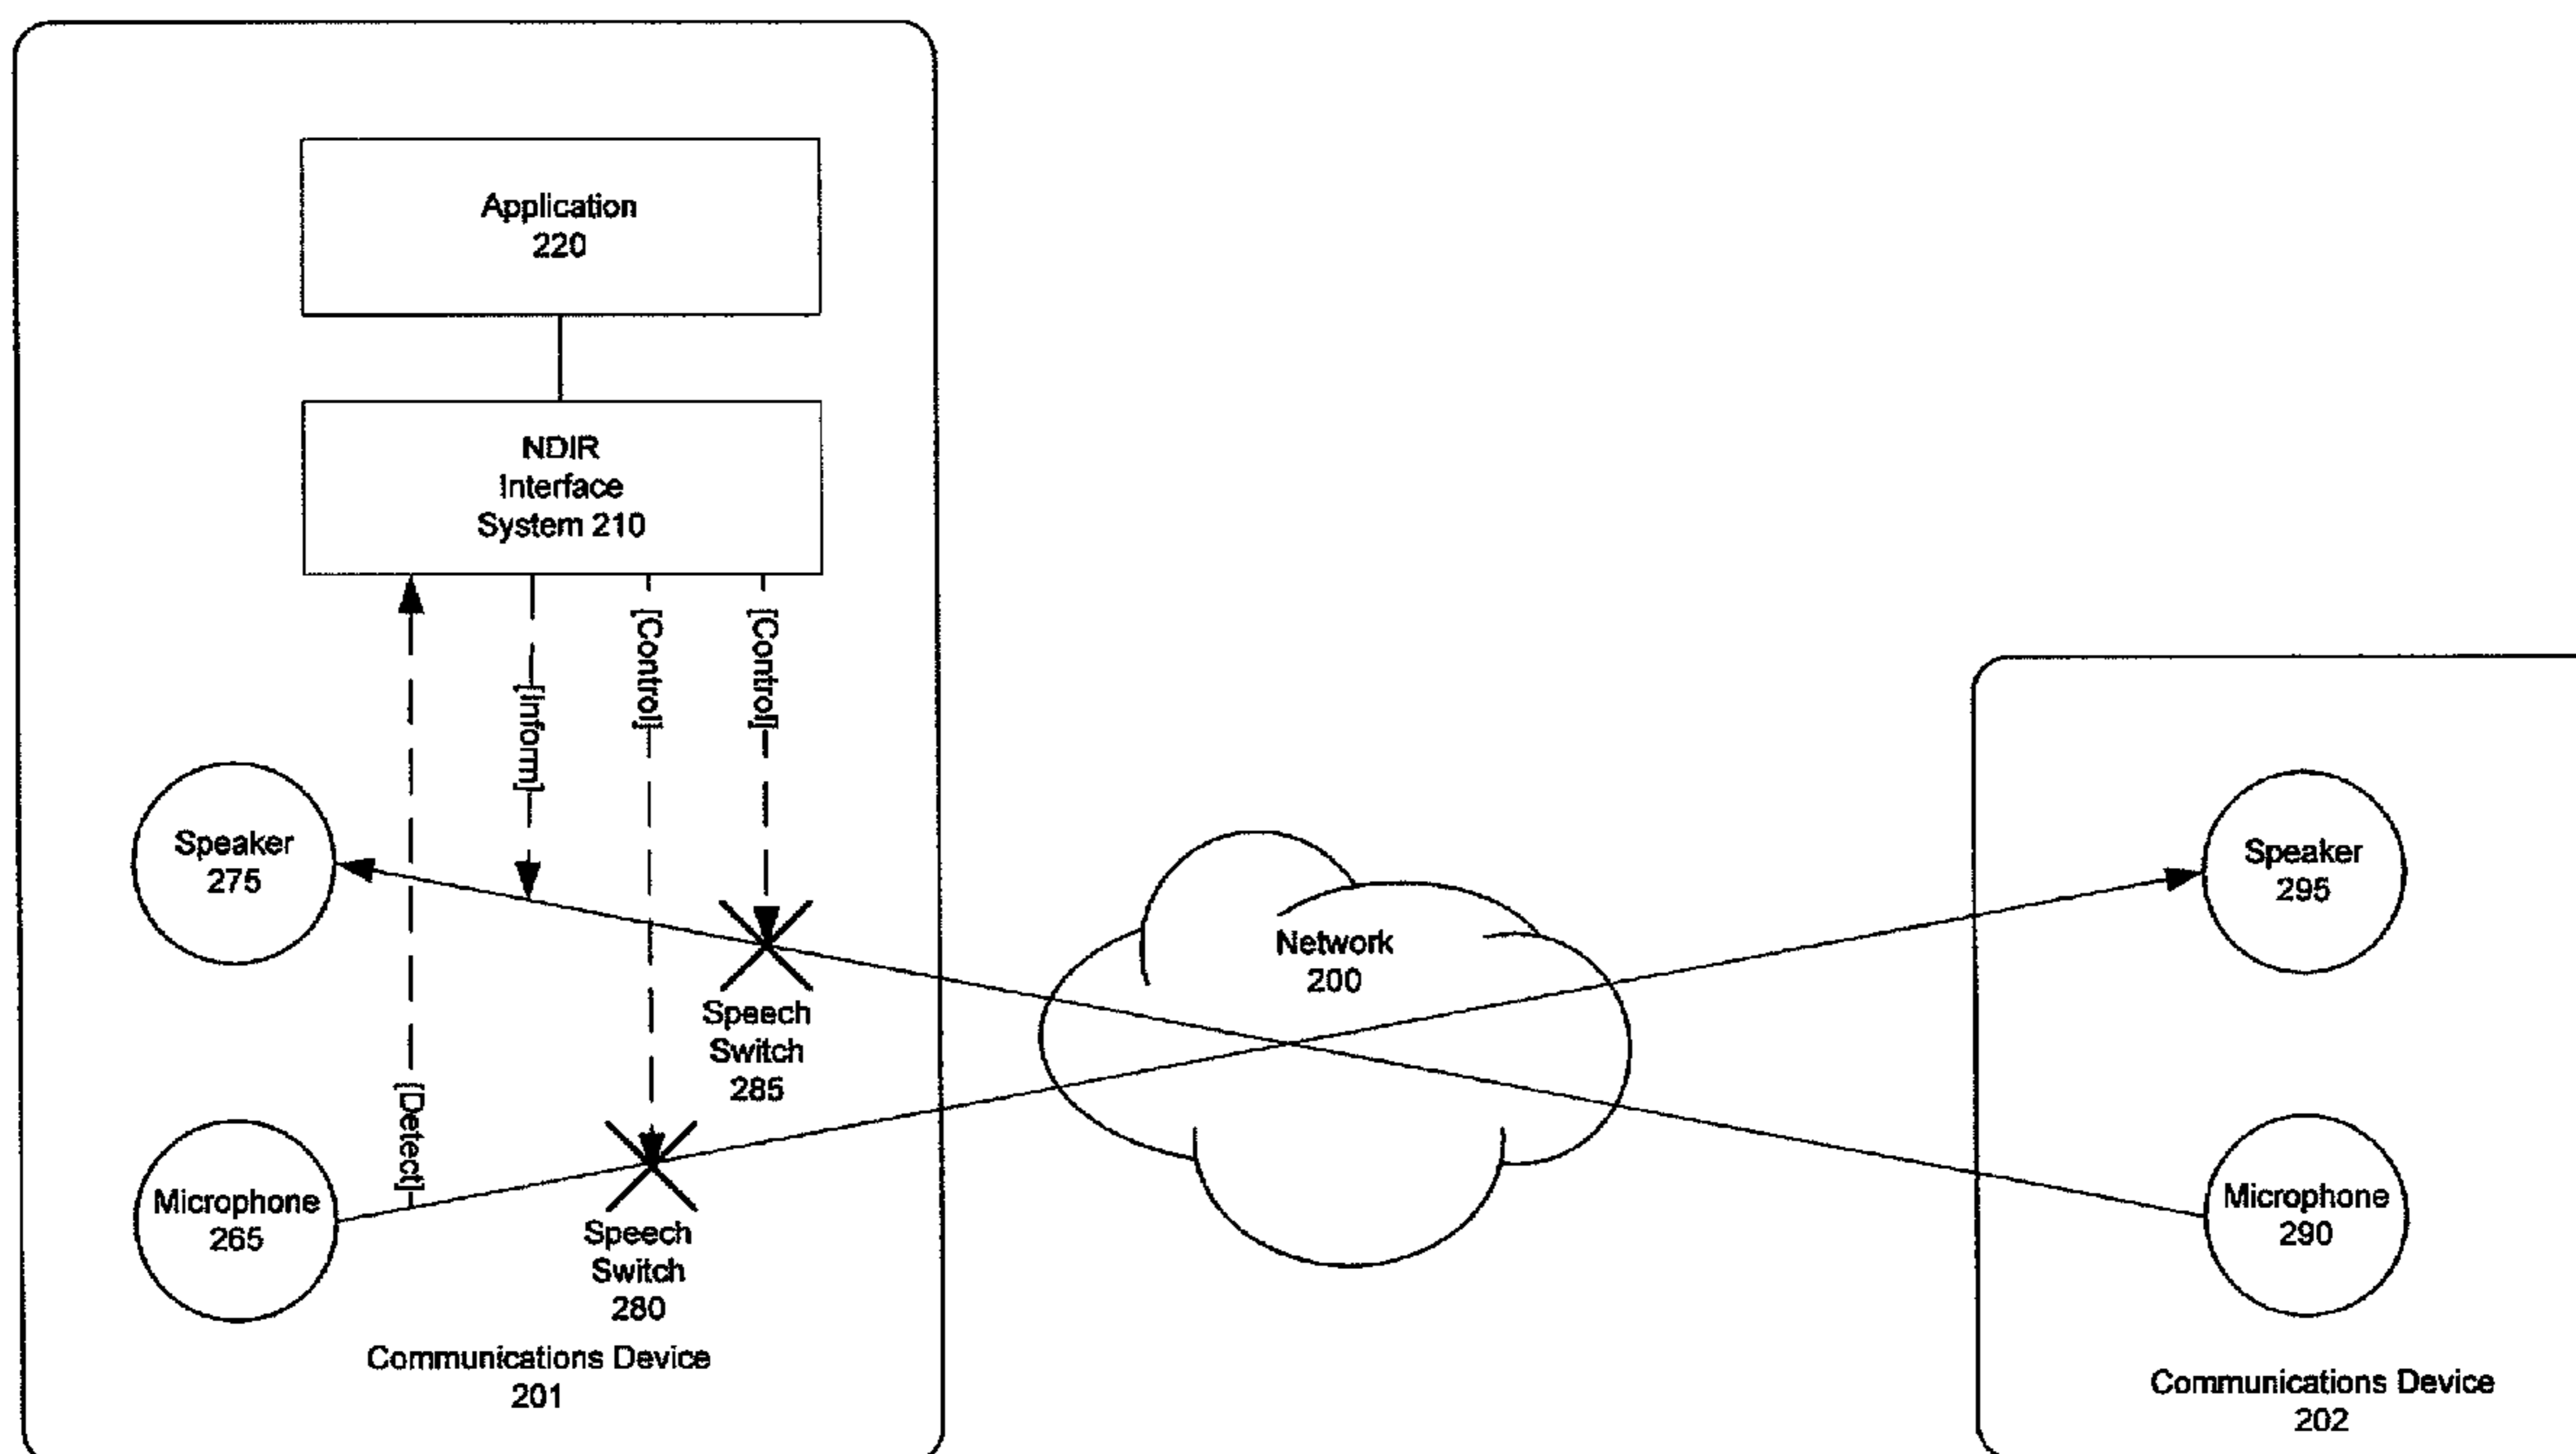 Application
220
NDIR
Interface
System 210
[Inform]
[Control]
[Control]
[Detect]
Speaker
275
Speech
Switch
285
Microphone
265
Speech
Switch
280
Communications Device
201
Network
200
Speaker
295
Microphone
290
Communications Device
202